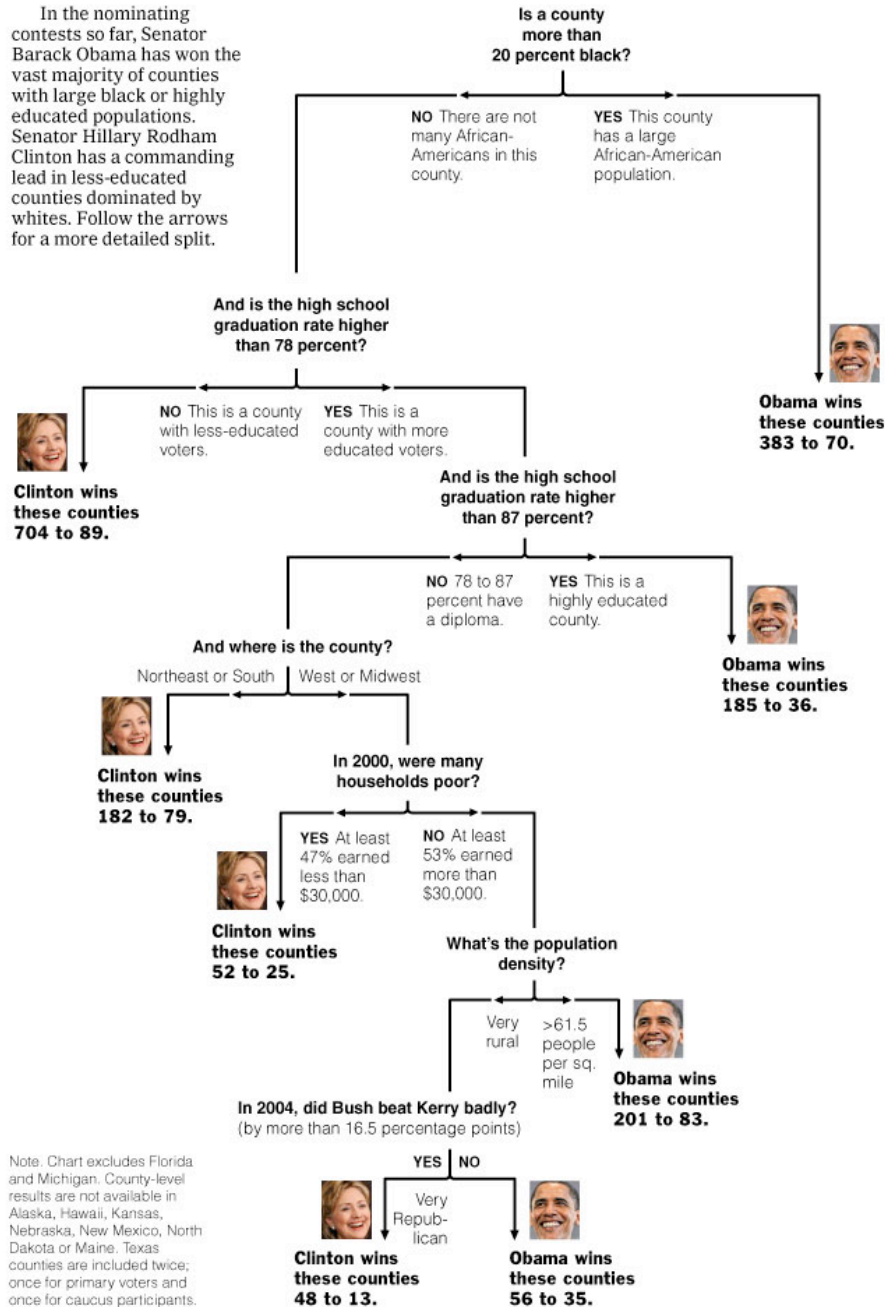 In the nominating
contests so far, Senator
Barack Obama has won the
vast majority of counties
with large black or highly
educated populations.
Senator Hillary Rodham
Clinton has a commanding
lead in less-educated
counties dominated by
whites. Follow the arrows
for a more detailed split.
Is a county
more than
20 percent black?
NO There are not
many African-
Americans in this
county.
YES This county
has a large
African-American
population.
And is the high school
graduation rate higher
than 78 percent?
Obama wins
these counties
383 to 70.
NO This is a county
with less-educated
voters.
YES This is a
county with more
educated voters.
Clinton wins
these counties
704 to 89.
And is the high school
graduation rate higher
than 87 percent?
NO 78 to 87
percent have
a diploma.
YES This is a
highly educated
county.
Obama wins
these counties
185 to 36.
And where is the county?
Northeast or South
West or Midwest
Clinton wins
these counties
182 to 79.
In 2000, were many
households poor?
YES At least
47% earned
less than
$30,000.
NO At least
53% earned
more than
$30,000.
Clinton wins
these counties
52 to 25.
What's the population
density?
Very
rural
>61.5
people
per sq.
mile
Obama wins
these counties
201 to 83.
In 2004, did Bush beat Kerry badly?
(by more than 16.5 percentage points)
YES
NO
Very
Repub-
lican
Clinton wins
these counties
48 to 13.
Obama wins
these counties
56 to 35.
Note. Chart excludes Florida
and Michigan. County-level
results are not available in
Alaska, Hawaii, Kansas,
Nebraska, New Mexico, North
Dakota or Maine. Texas
counties are included twice;
once for primary voters and
once for caucus participants.